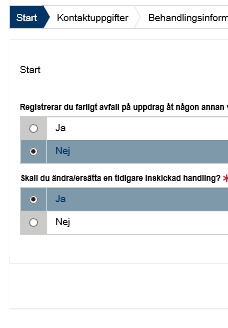 Start Kontaktuppgifter Behandlingsinform
Start
Registrerar du farligt avfall på uppdrag åt någon annan
Ja
Nej
Skall du ändra/ersätta en tidigare inskickad handling? *
Ja
Nej